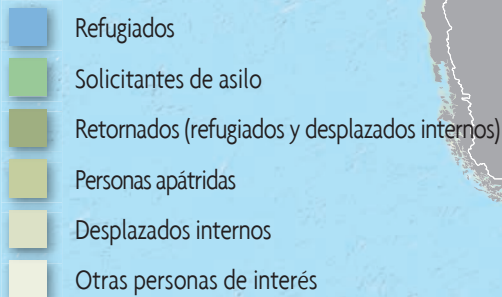 Refugiados
Solicitantes de asilo
Retornados (refugiados y desplazados internos)
Personas apátridas
Desplazados internos
Otras personas de interés